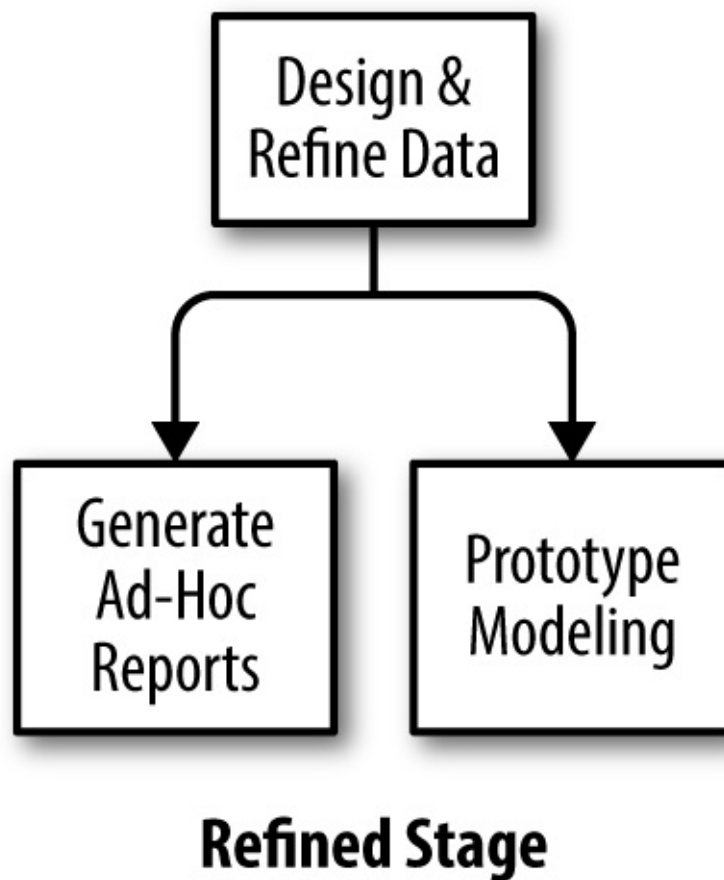 Design &
Refine Data
Generate
Ad-Hoc
Reports
Prototype
Modeling
Refined Stage